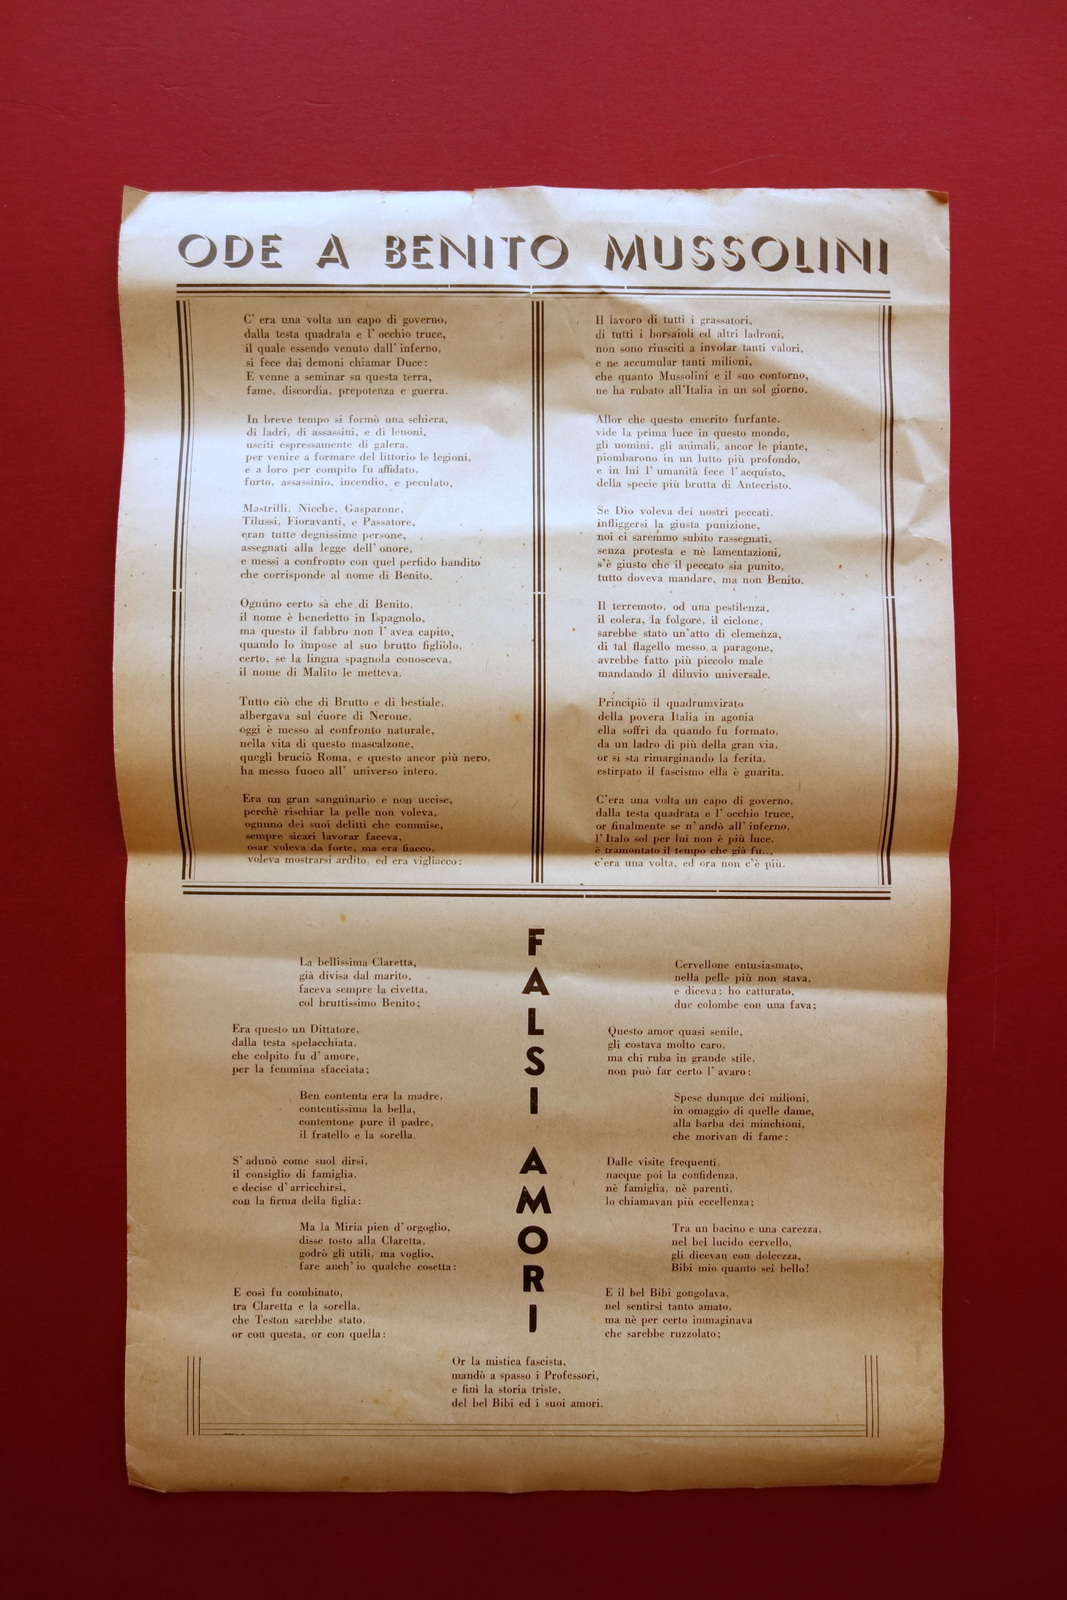 ODE A BENITO MUSSOLINI
C' era una volta un capo di governo,
dalla testa quadrata e l' occhio truce,
il quale essendo venuto dall' inferno,
si fece dai demoni chiamar Duce:
E venne a seminar su questa terra,
fame, discordia, prepotenza e guerra.
In breve tempo si formò una schiera,
di ladri, di assassini, e di lenoni,
usciti espressamente di galera,
per venire a formare del littorio le legioni,
e a loro per compito fu affidato,
furto, assassinio, incendio, e peculato,
Mastrilli, Nicche, Gasparone,
Tilussi, Fioravanti, e Passatore,
eran tutte degnissime persone,
assegnati alla legge dell' onore,
e messi a confronto con quel perfido bandito
che corrisponde al nome di Benito.
Ognuno certo sà che di Benito,
il nome è benedetto in Ispagnolo,
ma questo il fabbro non l' avea capito,
quando lo impose al suo brutto figliòlo,
certo, se la lingua spagnola conosceva,
il nome di Malito le metteva.
Tutto ciò che di Brutto e di bestiale,
albergava sul cuore di Nerone,
oggi è messo al confronto naturale,
nella vita di questo mascalzone,
quegli bruciò Roma, e questo ancor più nero,
ha messo fuoco all' universo intero.
Era un gran sanguinario e non uccise,
perchè rischiar la pelle non voleva,
ognuno dei suoi delitti che commise,
sempre sicari lavorar faceva,
osar voleva da forte, ma era fiacco,
voleva mostrarsi ardito, ed era vigliacco:
Il lavoro di tutti i grassatori,
di tutti i borsaioli ed altri ladroni,
non sono riusciti a involar tanti valori,
e ne accumular tanti milioni,
che quanto Mussolini e il suo contorno,
ne ha rubato all'Italia in un sol giorno.
Allor che questo emerito furfante,
vide la prima luce in questo mondo,
gli uomini, gli animali, ancor le piante,
piombarono in un lutto più profondo,
e in lui l' umanità fece l' acquisto,
della specie più brutta di Antecristo.
Se Dio voleva dei nostri peccati,
infliggersi la giusta punizione,
noi ci saremmo subito rassegnati,
senza protesta e nè lamentazioni,
s'è giusto che il peccato sia punito,
tutto doveva mandare, ma non Benito.
Il terremoto, od una pestilenza,
il colera, la folgore, il ciclone,
sarebbe stato un'atto di clemenza,
di tal flagello messo a paragone,
avrebbe fatto più piccolo male
mandando il diluvio universale.
Principiò il quadrumvirato
della povera Italia in agonia
ella soffrì da quando fu formato,
da un ladro di più della gran via,
or si sta rimarginando la ferita,
estirpato il fascismo ella è guarita.
C'era una volta un capo di governo,
dalla testa quadrata e l' occhio truce,
or finalmente se n' andò all' inferno,
l' Italo sol per lui non è più luce,
è tramontato il tempo che già fu...
c'era una volta, ed ora non c'è più.
FALSI AMORI
La bellissima Claretta,
già divisa dal marito,
faceva sempre la civetta,
col bruttissimo Benito;
Era questo un Dittatore,
dalla testa spelacchiata,
che colpito fu d' amore,
per la femmina sfacciata;
Ben contenta era la madre,
contentissima la bella,
contentone pure il padre,
il fratello e la sorella.
S' adunò come suol dirsi,
il consiglio di famiglia,
e decise d' arricchirsi,
con la firma della figlia:
Ma la Miria pien d' orgoglio,
disse tosto alla Claretta,
godrò gli utili, ma voglio,
fare anch' io qualche cosetta:
E così fu combinato,
tra Claretta e la sorella,
che Teston sarebbe stato,
or con questa, or con quella:
Cervellone entusiasmato,
nella pelle più non stava,
e diceva: ho catturato,
due colombe con una fava;
Questo amor quasi senile,
gli costava molto caro,
ma chi ruba in grande stile,
non può far certo l' avaro:
Spese dunque dei milioni,
in omaggio di quelle dame,
alla barba dei minchioni,
che morivan di fame:
Dalle visite frequenti,
nacque poi la confidenza,
nè famiglia, nè parenti,
lo chiamavan più eccellenza;
Tra un bacino e una carezza,
nel bel lucido cervello,
gli dicevan con dolcezza,
Bibi mio quanto sei bello!
E il bel Bibi gongolava,
nel sentirsi tanto amato,
ma nè per certo immaginava
che sarebbe ruzzolato;
Or la mistica fascista,
mandò a spasso i Professori,
e finì la storia triste,
del bel Bibi ed i suoi amori.